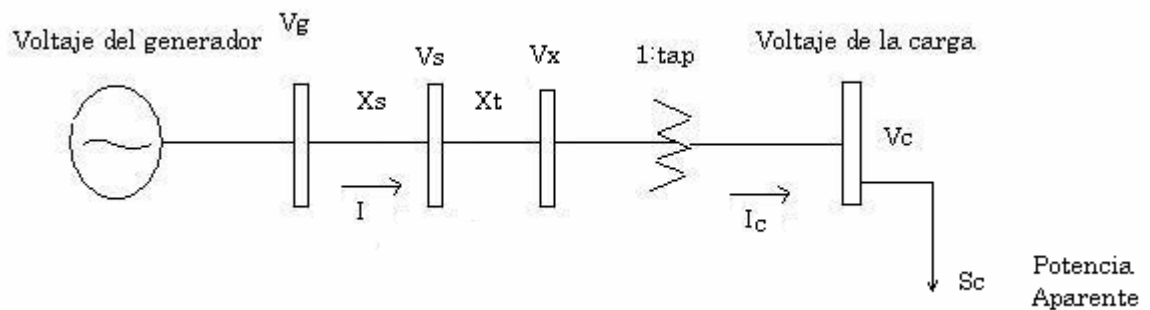 Voltaje del generador
Vg
Vs
Vx
1:tap
Voltaje de la carga
Xs
Xt
Vc
I
Ic
Sc
Potencia
Aparente